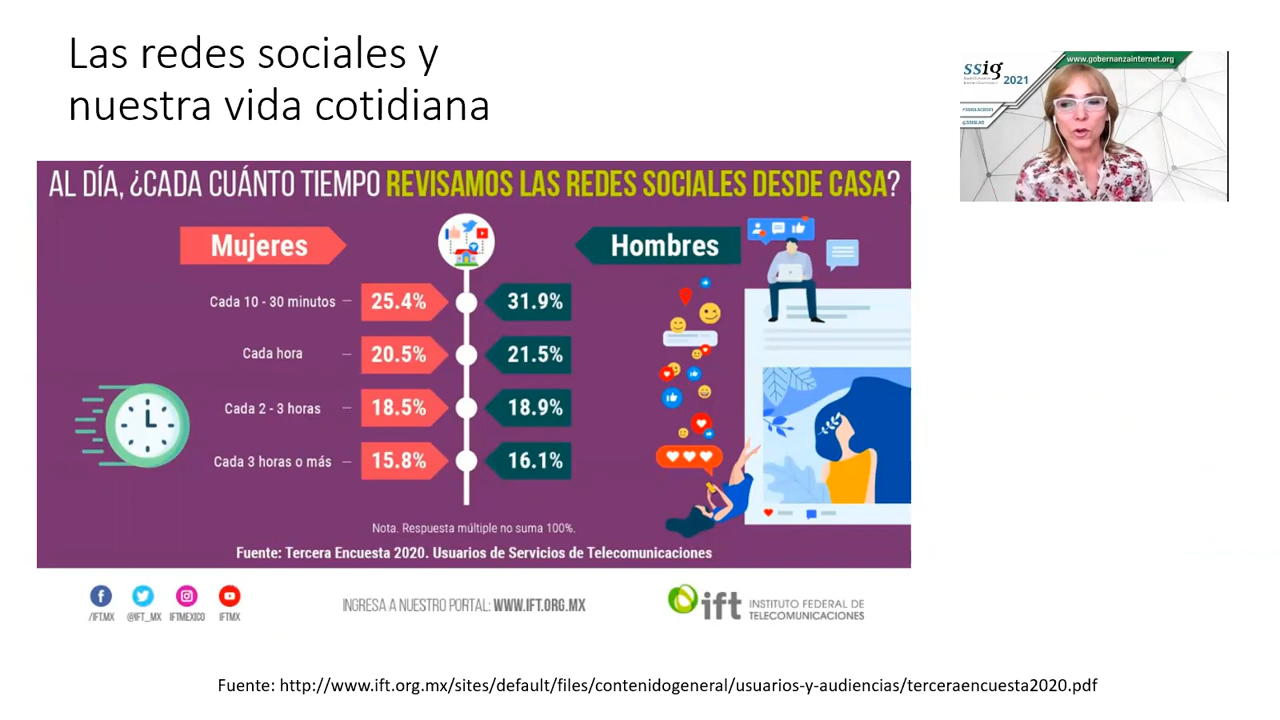 Las redes sociales y
nuestra vida cotidiana
ssig
2021
www.gobernanzainternet.org
AL DÍA, ¿CADA CUÁNTO TIEMPO REVISAMOS LAS REDES SOCIALES DESDE CASA?
Mujeres
Hombres
Cada 10 - 30 minutos
25.4%
31.9%
Cada hora
20.5%
21.5%
Cada 2 - 3 horas
18.5%
18.9%
Cada 3 horas o más
15.8%
16.1%
Nota. Respuesta múltiple no suma 100%.
Fuente: Tercera Encuesta 2020. Usuarios de Servicios de Telecomunicaciones
/IFT.MX
@IFT_MX
IFTMEXICO
IFTMX
INGRESA A NUESTRO PORTAL: WWW.IFT.ORG.MX
ift
INSTITUTO FEDERAL DE
TELECOMUNICACIONES
Fuente: http://www.ift.org.mx/sites/default/files/contenidogeneral/usuarios-y-audiencias/terceraencuesta2020.pdf